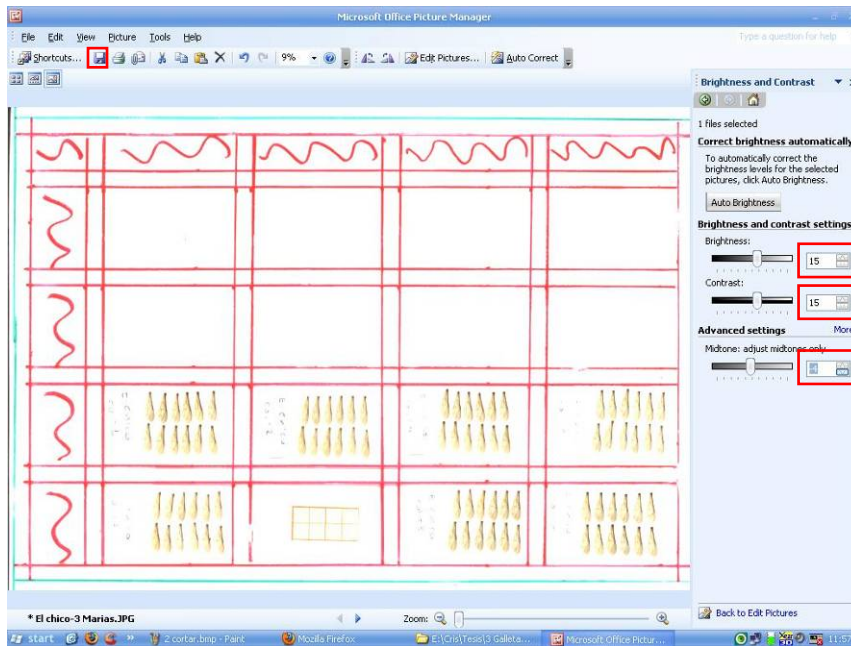 Microsoft Office Picture Manager
File Edit View Picture Tools Help
Type a question for help
Shortcuts... 9% Edit Pictures... Auto Correct
Brightness and Contrast
1 files selected
Correct brightness automatically
To automatically correct the
brightness levels for the selected
pictures, click Auto Brightness.
Auto Brightness
Brightness and contrast settings
Brightness:
15
Contrast:
15
Advanced settings More
Midtone: adjust midtones only
Back to Edit Pictures
* El chico-3 Marias.JPG Zoom:
start 2 cortar.bmp - Paint Mozilla Firefox E:\Cris\Tesis\3 Galleta... Microsoft Office Pictur... 11:57